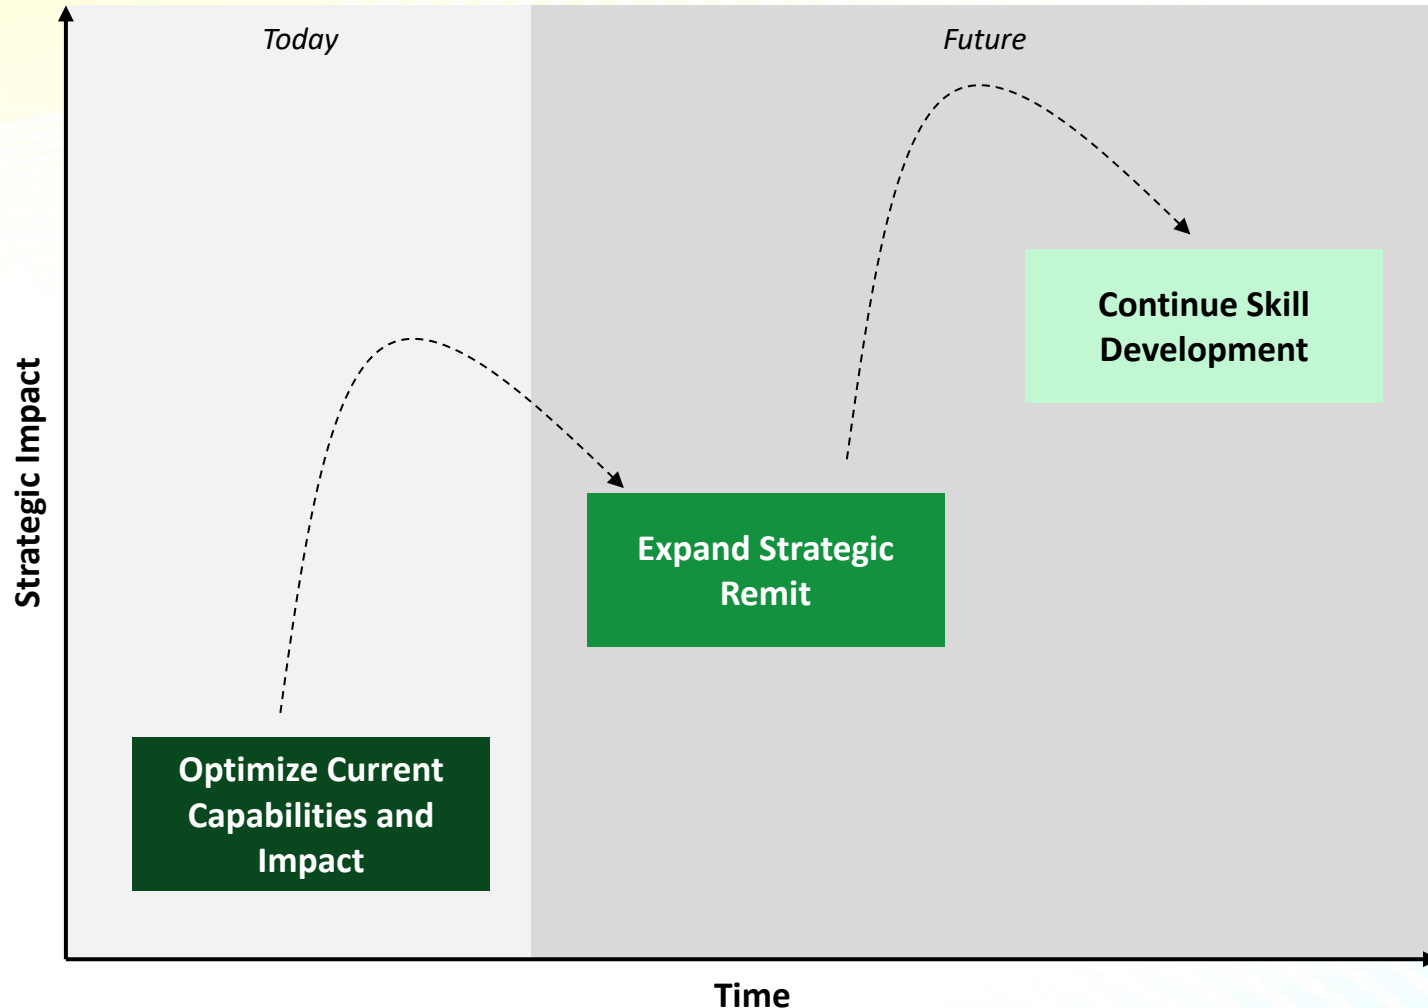 Today
Future
Continue Skill
Development
Strategic Impact
Expand Strategic
Remit
Optimize Current
Capabilities and
Impact
Time